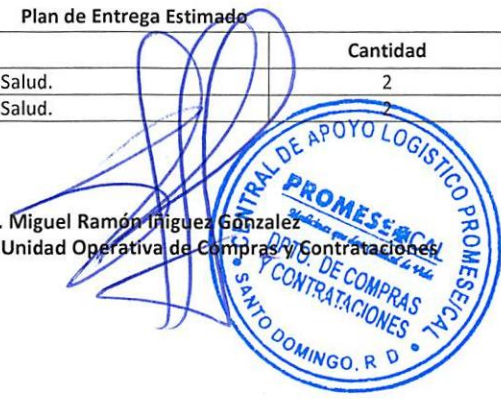 Plan de Entrega Estimado
Cantidad
Salud. 2
Salud. 2
. Miguel Ramón Iñiguez Gonzalez
Unidad Operativa de Compras y Contrataciones
CENTRAL DE APOYO LOGISTICO PROMESE/CAL
PROMESE CAL
DPTO. DE COMPRAS
Y CONTRATACIONES
SANTO DOMINGO, R D